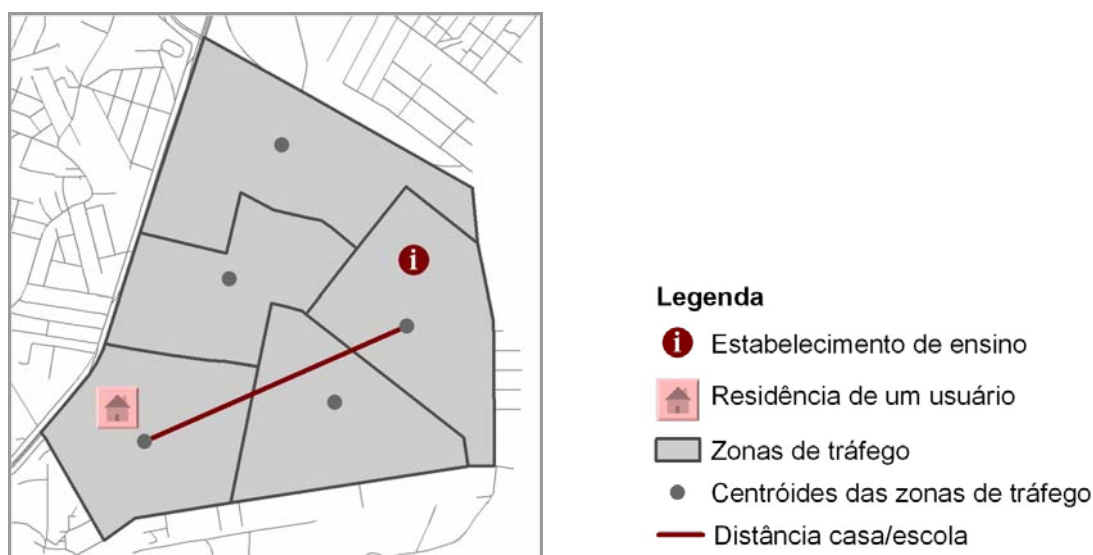 Legenda
i
i Estabelecimento de ensino
Residência de um usuário
Zonas de tráfego
Centróides das zonas de tráfego
Distância casa/escola